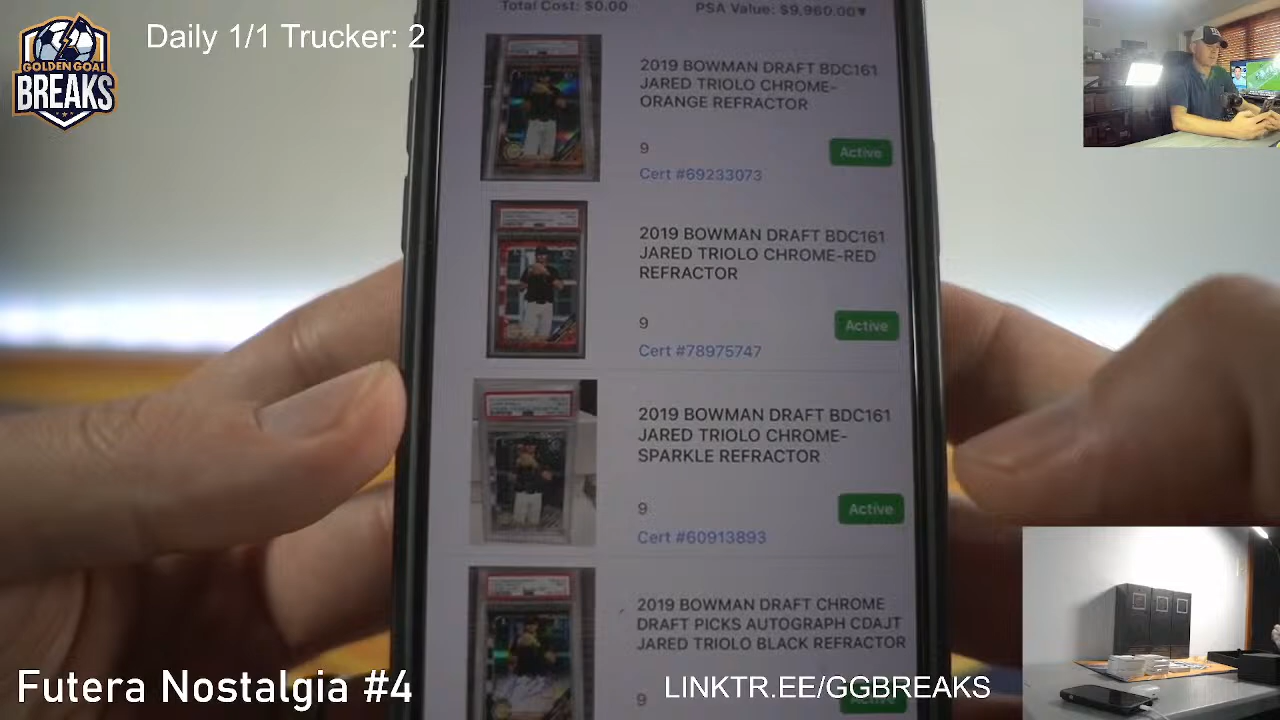 GOLDEN GOAL
BREAKS
Daily 1/1 Trucker: 2
Total Cost: $0.00
PSA Value: $9,960.00▼
2019 BOWMAN DRAFT BDC161
JARED TRIOLO CHROME-
ORANGE REFRACTOR
9
Active
Cert #69233073
2019 BOWMAN DRAFT BDC161
JARED TRIOLO CHROME-RED
REFRACTOR
9
Active
Cert #78975747
2019 BOWMAN DRAFT BDC161
JARED TRIOLO CHROME-
SPARKLE REFRACTOR
9
Active
Cert #60913893
2019 BOWMAN DRAFT CHROME
DRAFT PICKS AUTOGRAPH CDAJT
JARED TRIOLO BLACK REFRACTOR
9
Active
Futera Nostalgia #4
LINKTR.EE/GGBREAKS